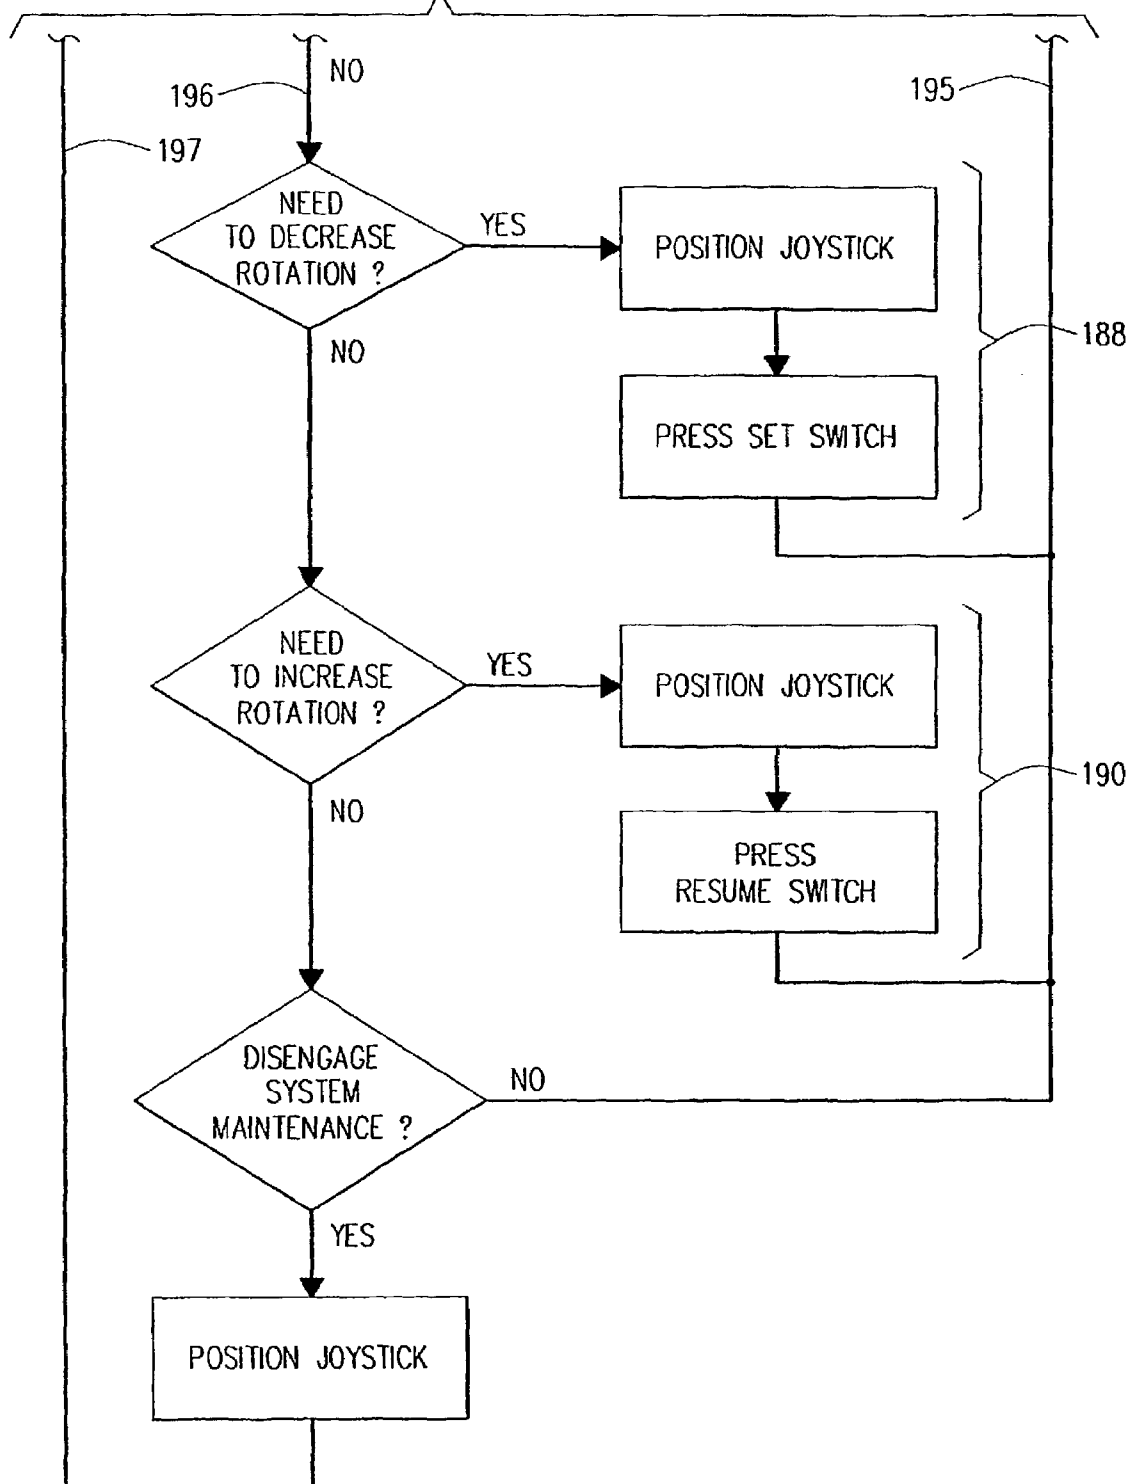 NO
196
195
197
NEED
TO DECREASE
ROTATION ?
YES
POSITION JOYSTICK
188
NO
PRESS SET SWITCH
NEED
TO INCREASE
ROTATION ?
YES
POSITION JOYSTICK
190
NO
PRESS
RESUME SWITCH
DISENGAGE
SYSTEM
MAINTENANCE ?
NO
YES
POSITION JOYSTICK